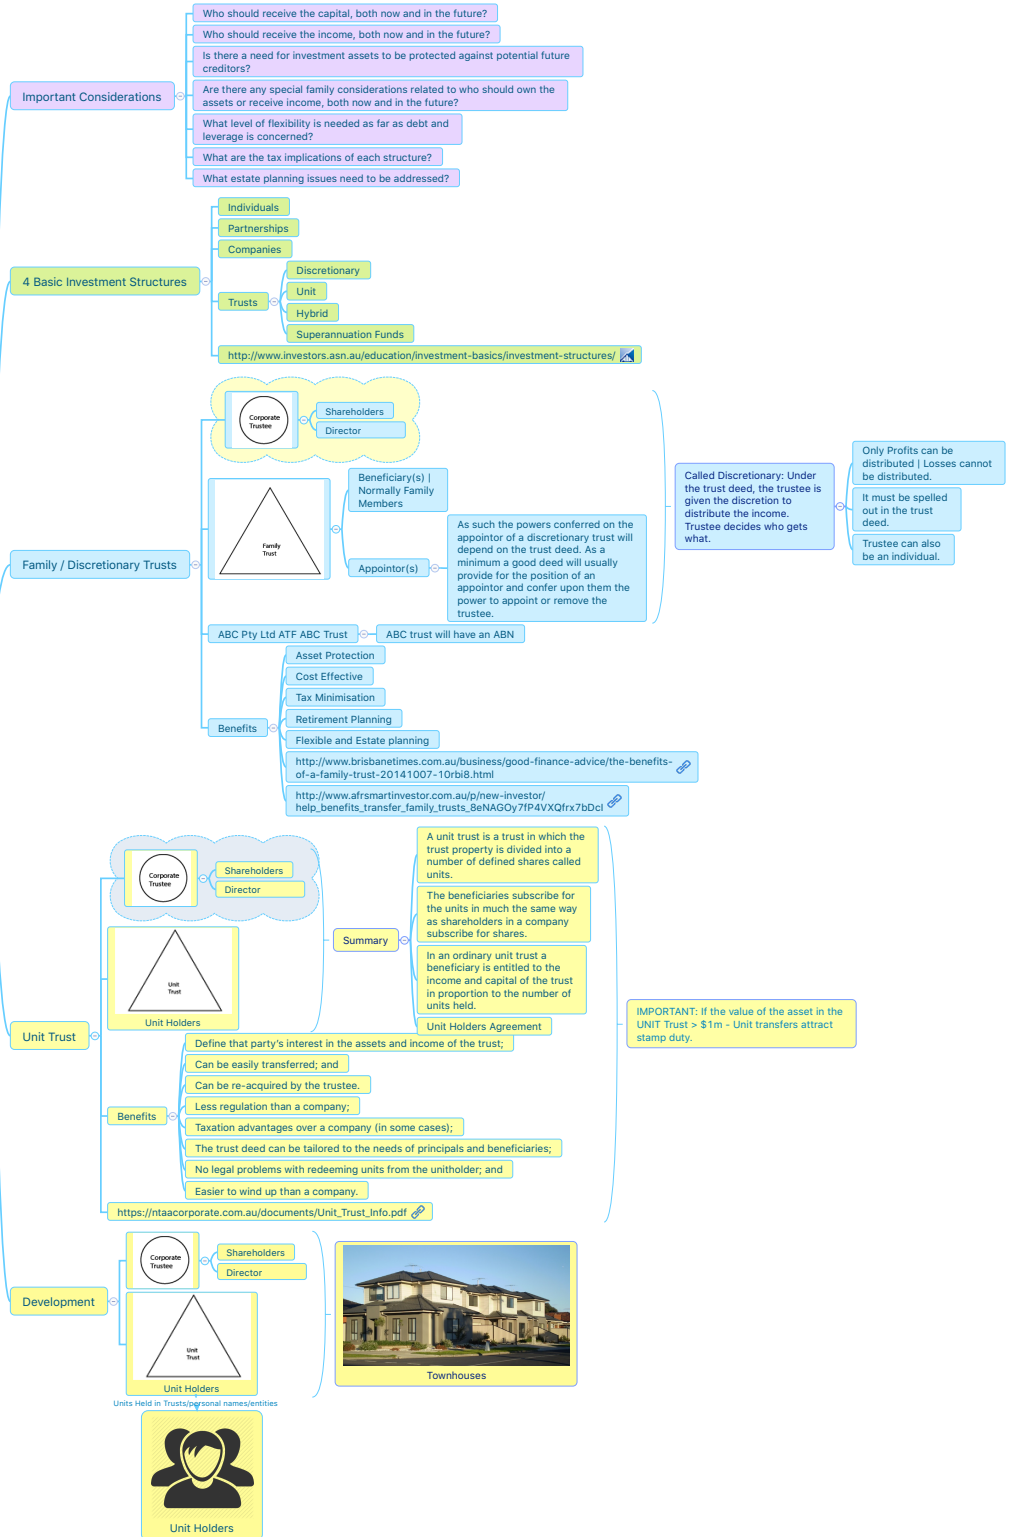 Important Considerations
Who should receive the capital, both now and in the future?
Who should receive the income, both now and in the future?
Is there a need for investment assets to be protected against potential future
creditors?
Are there any special family considerations related to who should own the
assets or receive income, both now and in the future?
What level of flexibility is needed as far as debt and
leverage is concerned?
What are the tax implications of each structure?
What estate planning issues need to be addressed?
4 Basic Investment Structures
Individuals
Partnerships
Companies
Trusts
Discretionary
Unit
Hybrid
Superannuation Funds
http://www.investors.asn.au/education/investment-basics/investment-structures/
Family / Discretionary Trusts
Corporate
Trustee
Shareholders
Director
Family
Trust
Beneficiary(s) |
Normally Family
Members
Appointor(s)
As such the powers conferred on the
appointor of a discretionary trust will
depend on the trust deed. As a
minimum a good deed will usually
provide for the position of an
appointor and confer upon them the
power to appoint or remove the
trustee.
Called Discretionary: Under
the trust deed, the trustee is
given the discretion to
distribute the income.
Trustee decides who gets
what.
Only Profits can be
distributed | Losses cannot
be distributed.
It must be spelled
out in the trust
deed.
Trustee can also
be an individual.
ABC Pty Ltd ATF ABC Trust
ABC trust will have an ABN
Benefits
Asset Protection
Cost Effective
Tax Minimisation
Retirement Planning
Flexible and Estate planning
http://www.brisbanetimes.com.au/business/good-finance-advice/the-benefits-
of-a-family-trust-20141007-10rbi8.html
http://www.afrsmartinvestor.com.au/p/new-investor/
help_benefits_transfer_family_trusts_8eNAGOy7fP4VXQfrx7bDcI
Unit Trust
Corporate
Trustee
Shareholders
Director
Unit
Trust
Unit Holders
Summary
A unit trust is a trust in which the
trust property is divided into a
number of defined shares called
units.
The beneficiaries subscribe for
the units in much the same way
as shareholders in a company
subscribe for shares.
In an ordinary unit trust a
beneficiary is entitled to the
income and capital of the trust
in proportion to the number of
units held.
Unit Holders Agreement
IMPORTANT: If the value of the asset in the
UNIT Trust > $1m - Unit transfers attract
stamp duty.
Benefits
Define that party's interest in the assets and income of the trust;
Can be easily transferred; and
Can be re-acquired by the trustee.
Less regulation than a company;
Taxation advantages over a company (in some cases);
The trust deed can be tailored to the needs of principals and beneficiaries;
No legal problems with redeeming units from the unitholder; and
Easier to wind up than a company.
https://ntaacorporate.com.au/documents/Unit_Trust_Info.pdf
Development
Corporate
Trustee
Shareholders
Director
Unit
Trust
Unit Holders
Townhouses
Units Held in Trusts/personal names/entities
Unit Holders